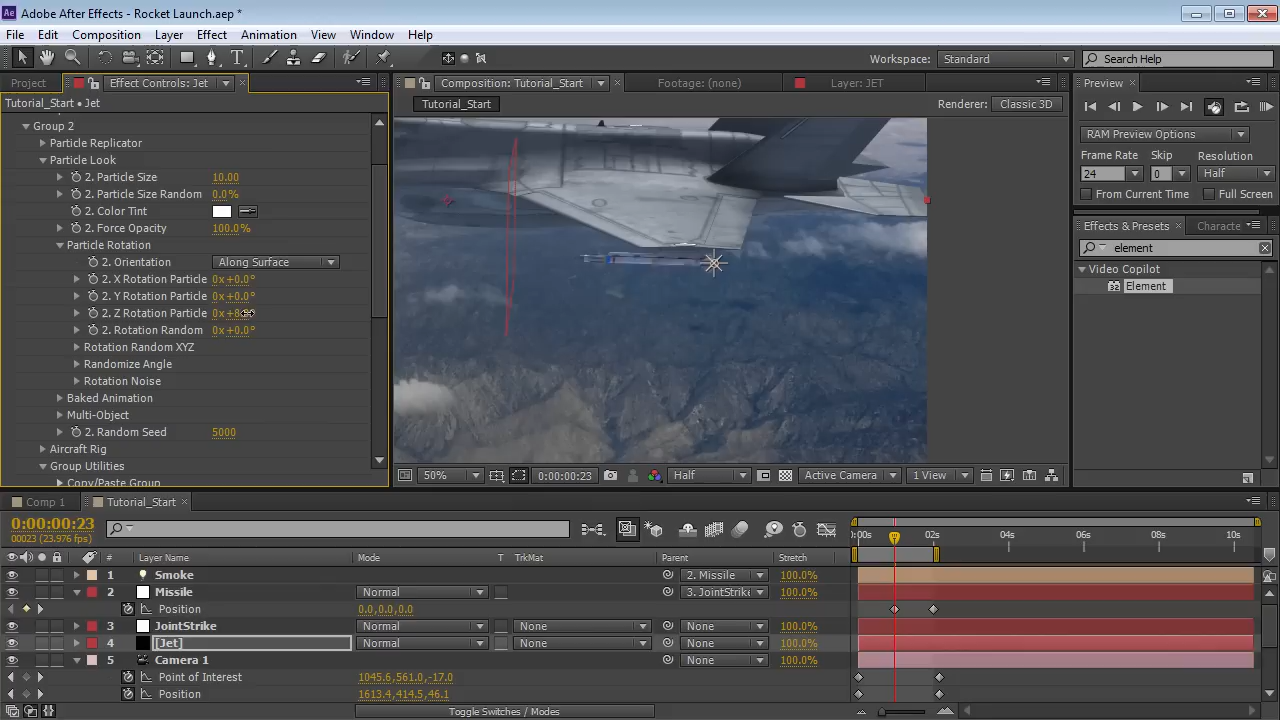 Adobe After Effects - Rocket Launch.aep *
File Edit Composition Layer Effect Animation View Window Help
Workspace: Standard Search Help
Project Effect Controls: Jet Composition: Tutorial_Start Footage: (none) Layer: JET Preview
Tutorial_Start • Jet
Tutorial_Start Renderer: Classic 3D
Group 2
Particle Replicator
Particle Look
2. Particle Size 10.00
2. Particle Size Random 0.0%
2. Color Tint
2. Force Opacity 100.0%
Particle Rotation
2. Orientation Along Surface
2. X Rotation Particle 0x+0.0°
2. Y Rotation Particle 0x+0.0°
2. Z Rotation Particle
2. Rotation Random 0x+0.0°
Rotation Random XYZ
Randomize Angle
Rotation Noise
Baked Animation
Multi-Object
2. Random Seed 5000
Aircraft Rig
Group Utilities
Copy/Paste Group
RAM Preview Options
Frame Rate Skip Resolution
24 0 Half
From Current Time Full Screen
Effects & Presets Characte
element
Video Copilot
32 Element
50% 0:00:00:23 Half Active Camera 1 View
Comp 1 Tutorial_Start
0:00:00:23
00023 (23.976 fps)
# Layer Name Mode T TrkMat Parent Stretch
0:00s 02s 04s 06s 08s 10s
1 Smoke 2. Missile 100.0%
2 Missile Normal 3. JointStrike 100.0%
Position 0.0,0.0,0.0
3 JointStrike Normal None None 100.0%
4 [Jet] Normal None None 100.0%
5 Camera 1 None 100.0%
Point of Interest 1045.6,561.0,-17.0
Position 1613.4,414.5,46.1
Toggle Switches / Modes